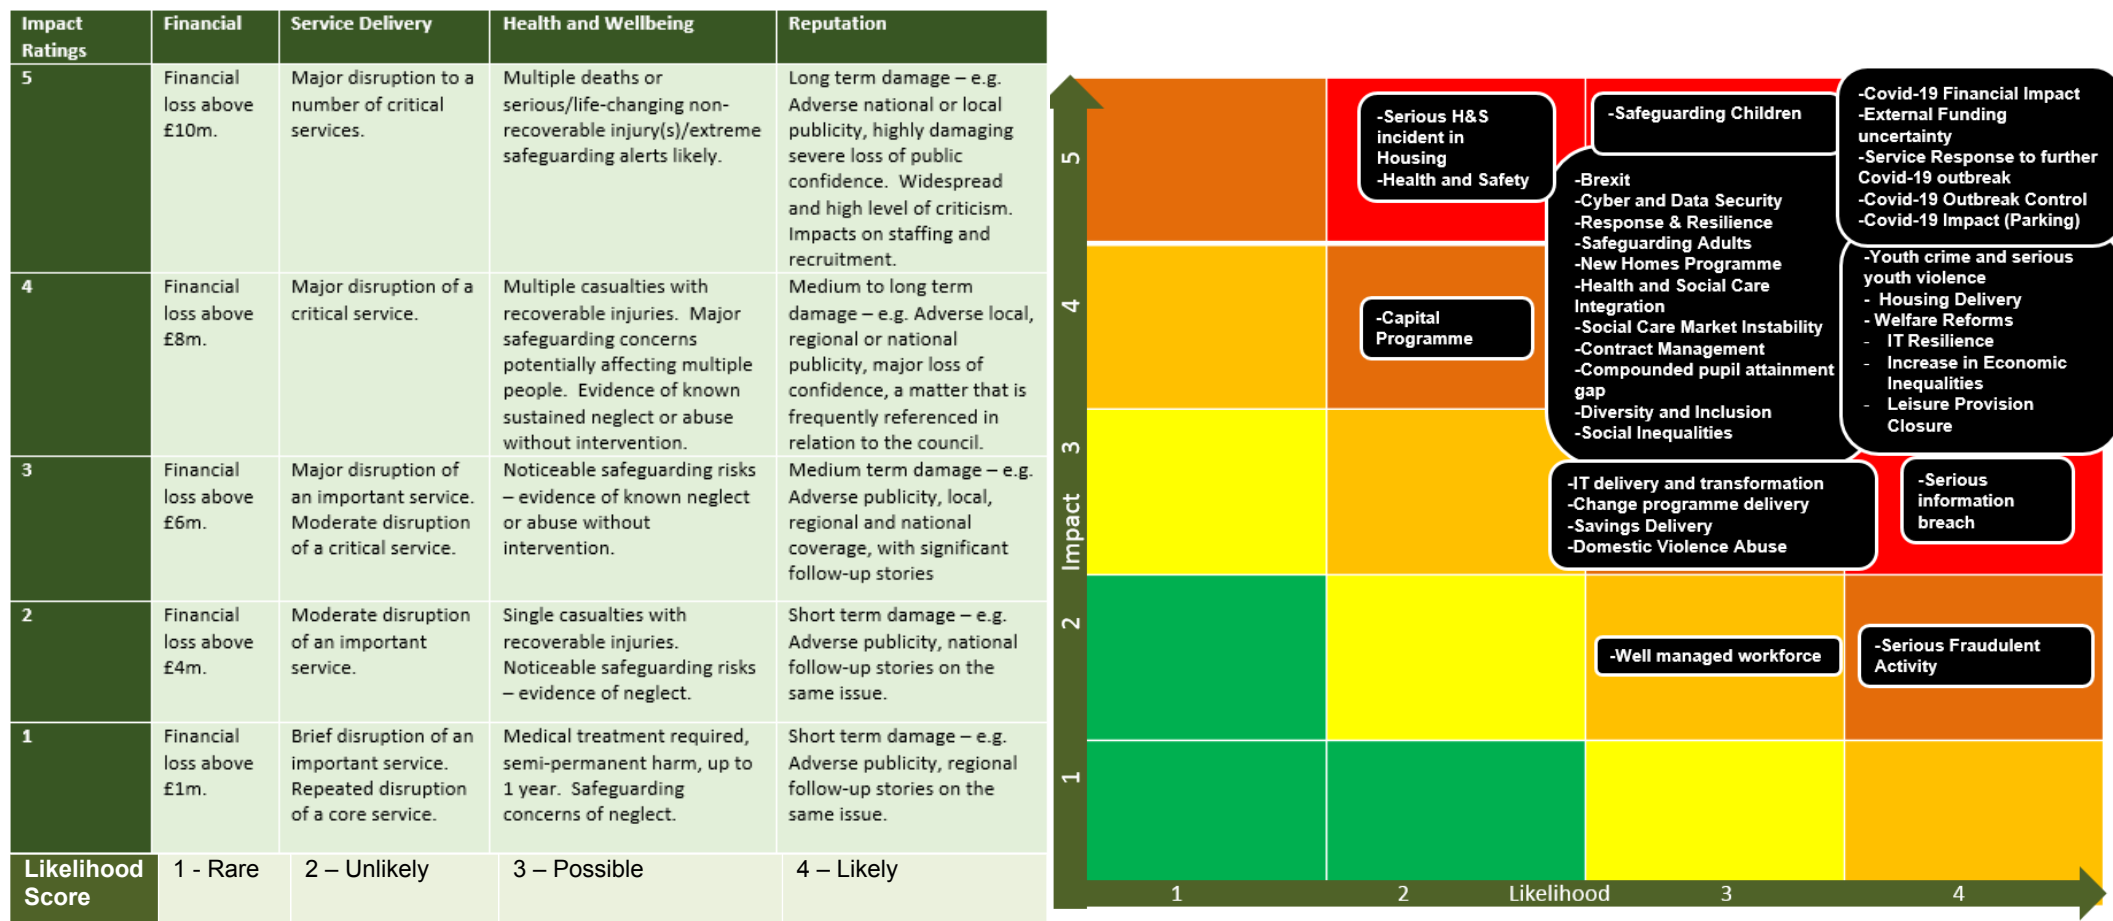 Impact
Ratings
Financial
Service Delivery
Health and Wellbeing
Reputation
5
Financial
loss above
£10m.
Major disruption to a
number of critical
services.
Multiple deaths or
serious/life-changing non-
recoverable injury(s)/extreme
safeguarding alerts likely.
Long term damage – e.g.
Adverse national or local
publicity, highly damaging
severe loss of public
confidence.  Widespread
and high level of criticism.
Impacts on staffing and
recruitment.
4
Financial
loss above
£8m.
Major disruption of a
critical service.
Multiple casualties with
recoverable injuries.  Major
safeguarding concerns
potentially affecting multiple
people.  Evidence of known
sustained neglect or abuse
without intervention.
Medium to long term
damage – e.g. Adverse local,
regional or national
publicity, major loss of
confidence, a matter that is
frequently referenced in
relation to the council.
3
Financial
loss above
£6m.
Major disruption of
an important service.
Moderate disruption
of a critical service.
Noticeable safeguarding risks
– evidence of known neglect
or abuse without
intervention.
Medium term damage – e.g.
Adverse publicity, local,
regional and national
coverage, with significant
follow-up stories
2
Financial
loss above
£4m.
Moderate disruption
of an important
service.
Single casualties with
recoverable injuries.
Noticeable safeguarding risks
– evidence of neglect.
Short term damage – e.g.
Adverse publicity, national
follow-up stories on the
same issue.
1
Financial
loss above
£1m.
Brief disruption of an
important service.
Repeated disruption
of a core service.
Medical treatment required,
semi-permanent harm, up to
1 year.  Safeguarding
concerns of neglect.
Short term damage – e.g.
Adverse publicity, regional
follow-up stories on the
same issue.
Likelihood
Score
1 - Rare
2 – Unlikely
3 – Possible
4 – Likely
5
4
3
Impact
2
1
-Serious H&S
incident in
Housing
-Health and Safety
-Safeguarding Children
-Covid-19 Financial Impact
-External Funding
uncertainty
-Service Response to further
Covid-19 outbreak
-Covid-19 Outbreak Control
-Covid-19 Impact (Parking)
-Brexit
-Cyber and Data Security
-Response & Resilience
-Safeguarding Adults
-New Homes Programme
-Health and Social Care
Integration
-Social Care Market Instability
-Contract Management
-Compounded pupil attainment
gap
-Diversity and Inclusion
-Social Inequalities
-Youth crime and serious
youth violence
- Housing Delivery
- Welfare Reforms
- IT Resilience
- Increase in Economic
Inequalities
- Leisure Provision
Closure
-Capital
Programme
-IT delivery and transformation
-Change programme delivery
-Savings Delivery
-Domestic Violence Abuse
-Serious
information
breach
-Well managed workforce
-Serious Fraudulent
Activity
1
2
Likelihood
3
4